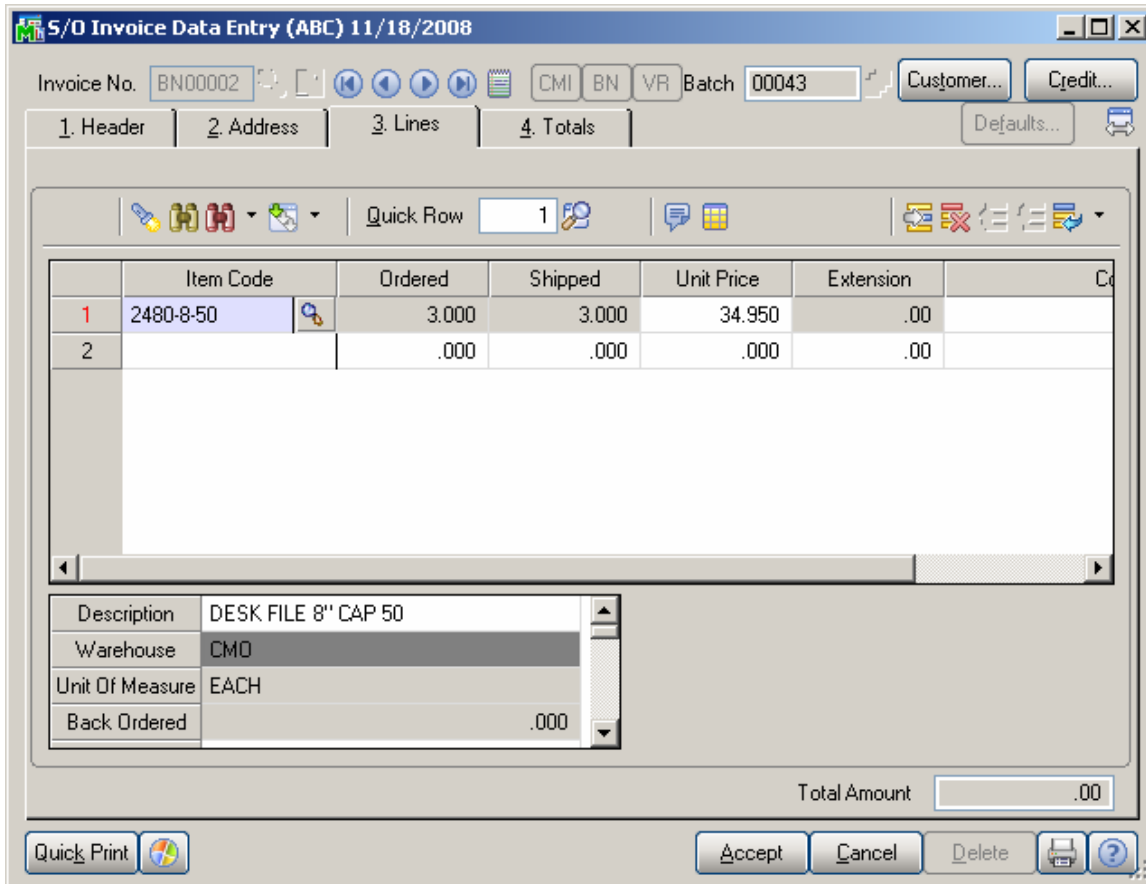 S/O Invoice Data Entry (ABC) 11/18/2008
Invoice No. BN00002 CMI BN VR Batch 00043 Customer... Credit...
1. Header 2. Address 3. Lines 4. Totals Defaults...
Quick Row 1
Item Code Ordered Shipped Unit Price Extension Co
1 2480-8-50 3.000 3.000 34.950 .00
2 .000 .000 .000 .00
Description DESK FILE 8" CAP 50
Warehouse CMO
Unit Of Measure EACH
Back Ordered .000
Total Amount .00
Quick Print Accept Cancel Delete